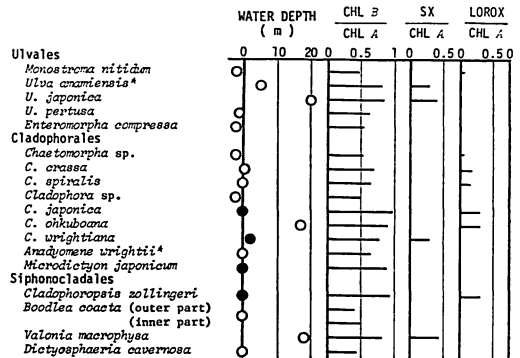 WATER DEPTH
( m )
CHL B
CHL A
SX
CHL A
LOROX
CHL A
0 10 20 0 0.5 1 0 0.5 0 0.5 0
Ulvales
Monostroma nitidum
Ulva anamiensis*
U. japonica
U. pertusa
Enteromorpha compressa
Cladophorales
Chaetomorpha sp.
C. crassa
C. spiralis
Cladophora sp.
C. japonica
C. ohkuboana
C. wrightiana
Anadyomene wrightii*
Microdictyon japonicum
Siphonocladales
Cladophoropsis zollingeri
Boodlea coacta (outer part)
(inner part)
Valonia macrophysa
Dictyosphaeria cavernosa